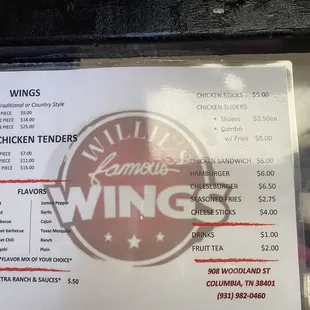 WINGS
Traditional or Country Style
PIECE $9.00
PIECE $18.00
PIECE $25.00
CHICKEN TENDERS
PIECE $7.00
PIECE $11.00
PIECE $15.00
FLAVORS
Lemon Pepper
Garlic
Cajun
Texas Mesquite
Ranch
Plain
*FLAVOR MIX OF YOUR CHOICE*
RANCH & SAUCES* $.50
WILLIE'S
Famous
WINGS
CHICKEN STICKS $5.00
CHICKEN SLIDERS
• Sliders $2.50ea
• Combo
w/ Fries $8.00
CHICKEN SANDWICH $6.00
HAMBURGER $6.00
CHEESEBURGER $6.50
SEASONED FRIES $2.75
CHEESE STICKS $4.00
DRINKS $1.00
FRUIT TEA $2.00
908 WOODLAND ST
COLUMBIA, TN 38401
(931) 982-0460